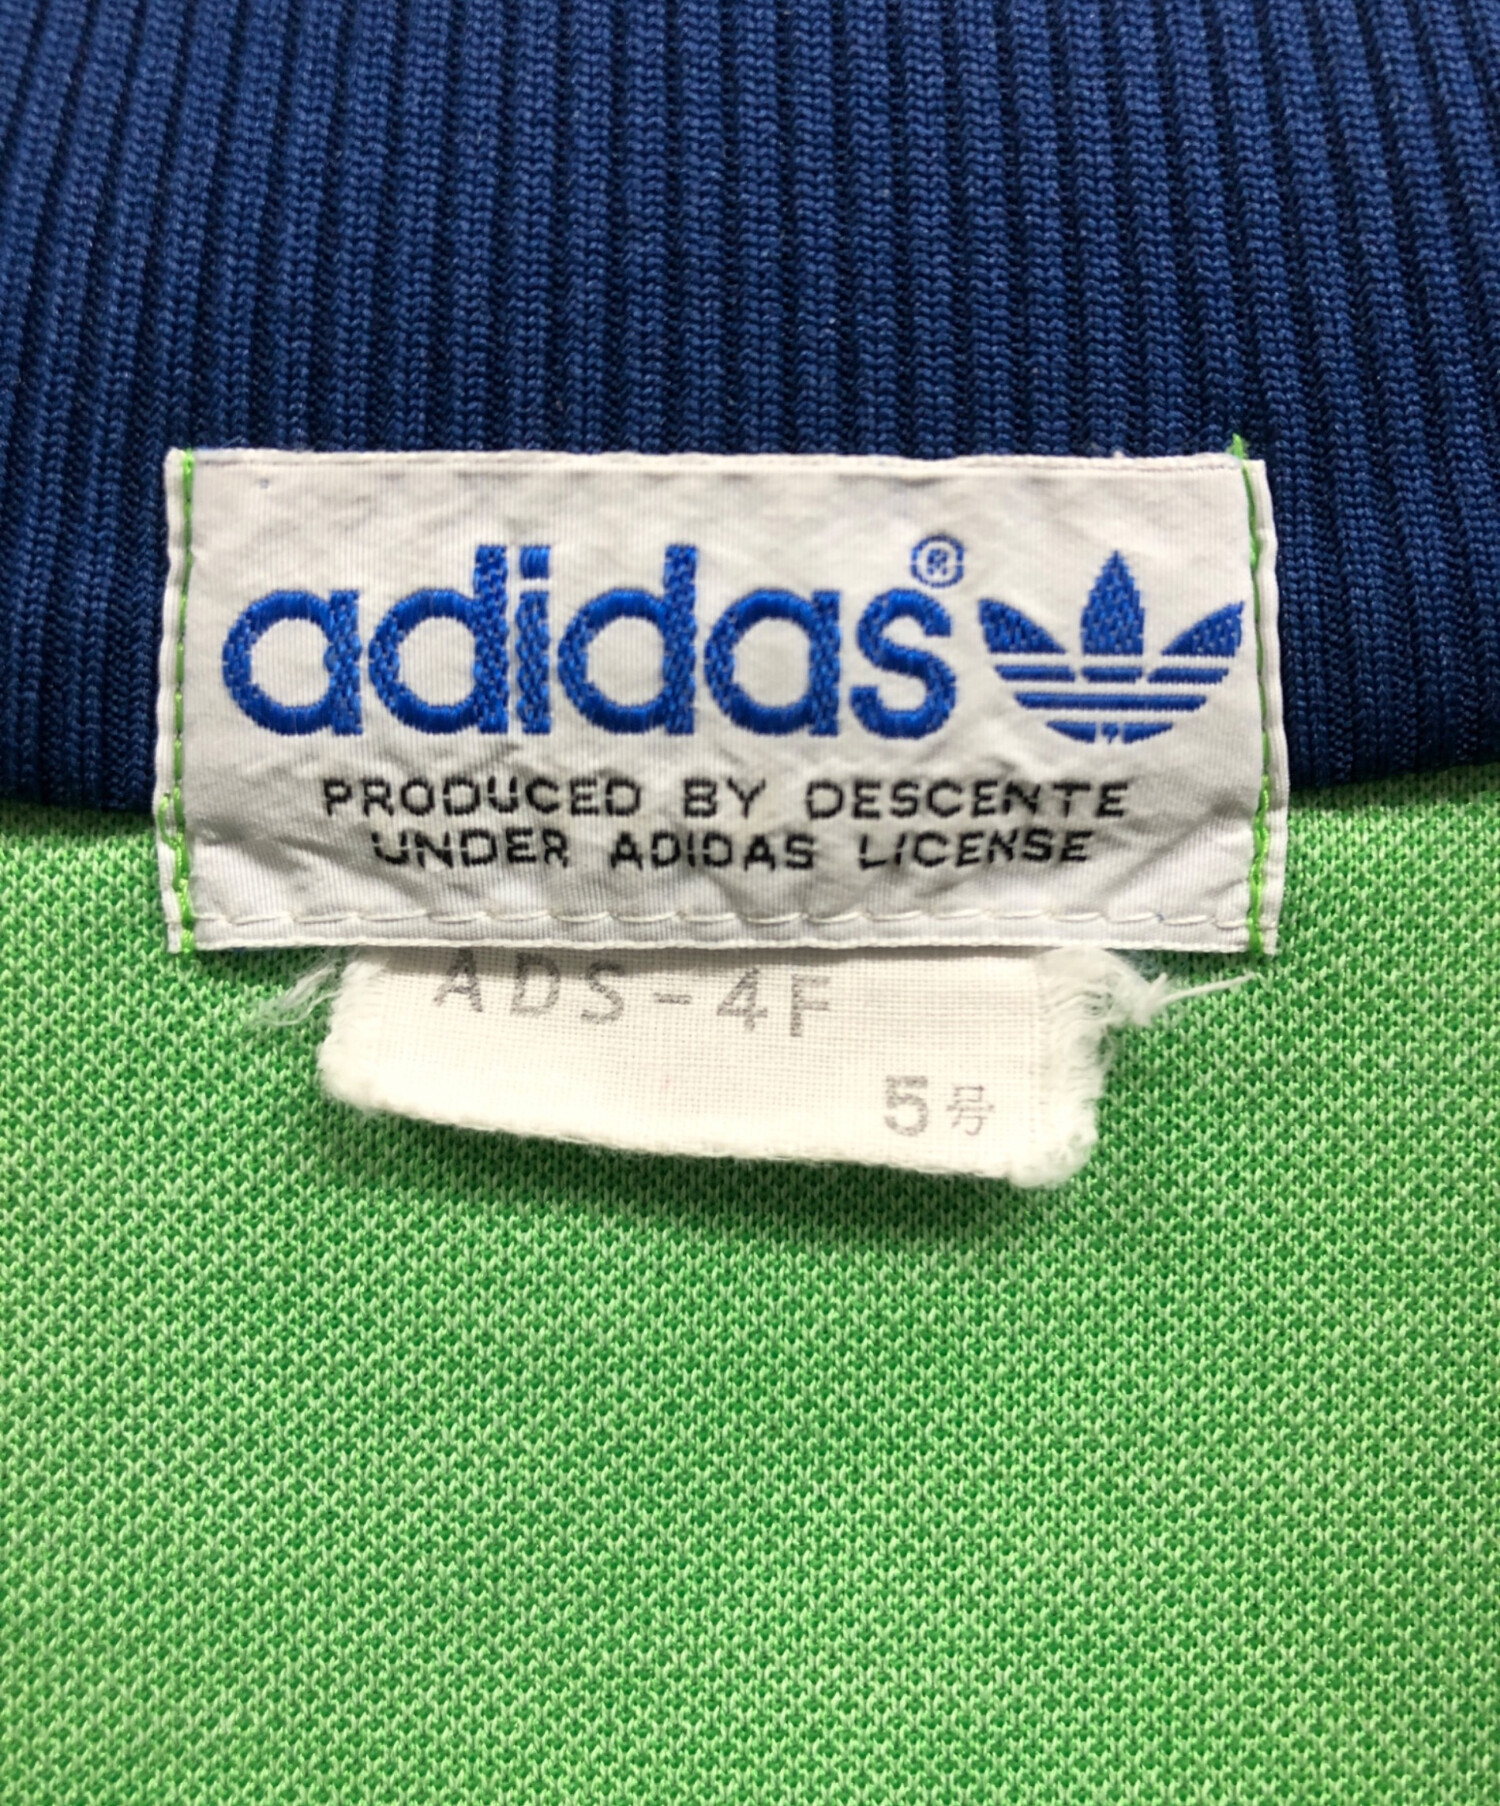 adidas®
PRODUCED BY DESCENTE
UNDER ADIDAS LICENSE
ADS-4F
5号